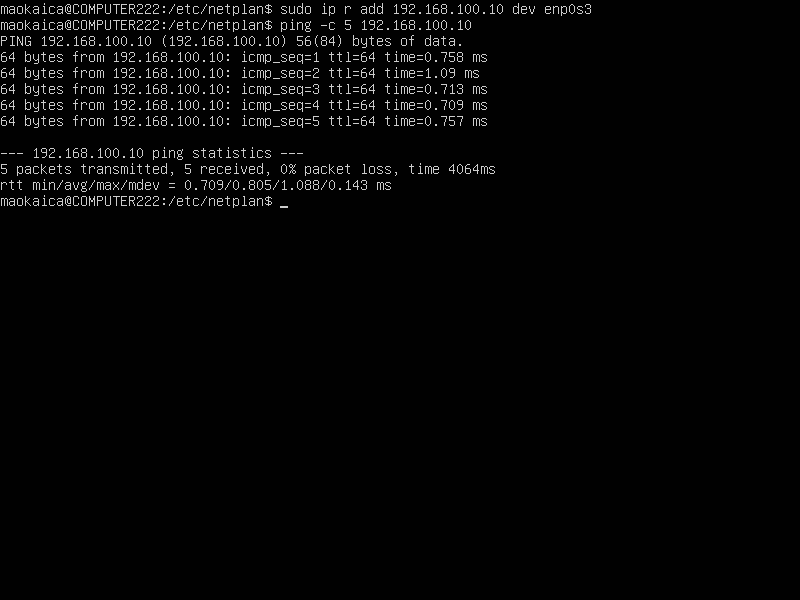 maokaica@COMPUTER222:/etc/netplan$ sudo ip r add 192.168.100.10 dev enp0s3
maokaica@COMPUTER222:/etc/netplan$ ping -c 5 192.168.100.10
PING 192.168.100.10 (192.168.100.10) 56(84) bytes of data.
64 bytes from 192.168.100.10: icmp_seq=1 ttl=64 time=0.758 ms
64 bytes from 192.168.100.10: icmp_seq=2 ttl=64 time=1.09 ms
64 bytes from 192.168.100.10: icmp_seq=3 ttl=64 time=0.713 ms
64 bytes from 192.168.100.10: icmp_seq=4 ttl=64 time=0.709 ms
64 bytes from 192.168.100.10: icmp_seq=5 ttl=64 time=0.757 ms

--- 192.168.100.10 ping statistics ---
5 packets transmitted, 5 received, 0% packet loss, time 4064ms
rtt min/avg/max/mdev = 0.709/0.805/1.088/0.143 ms
maokaica@COMPUTER222:/etc/netplan$ _